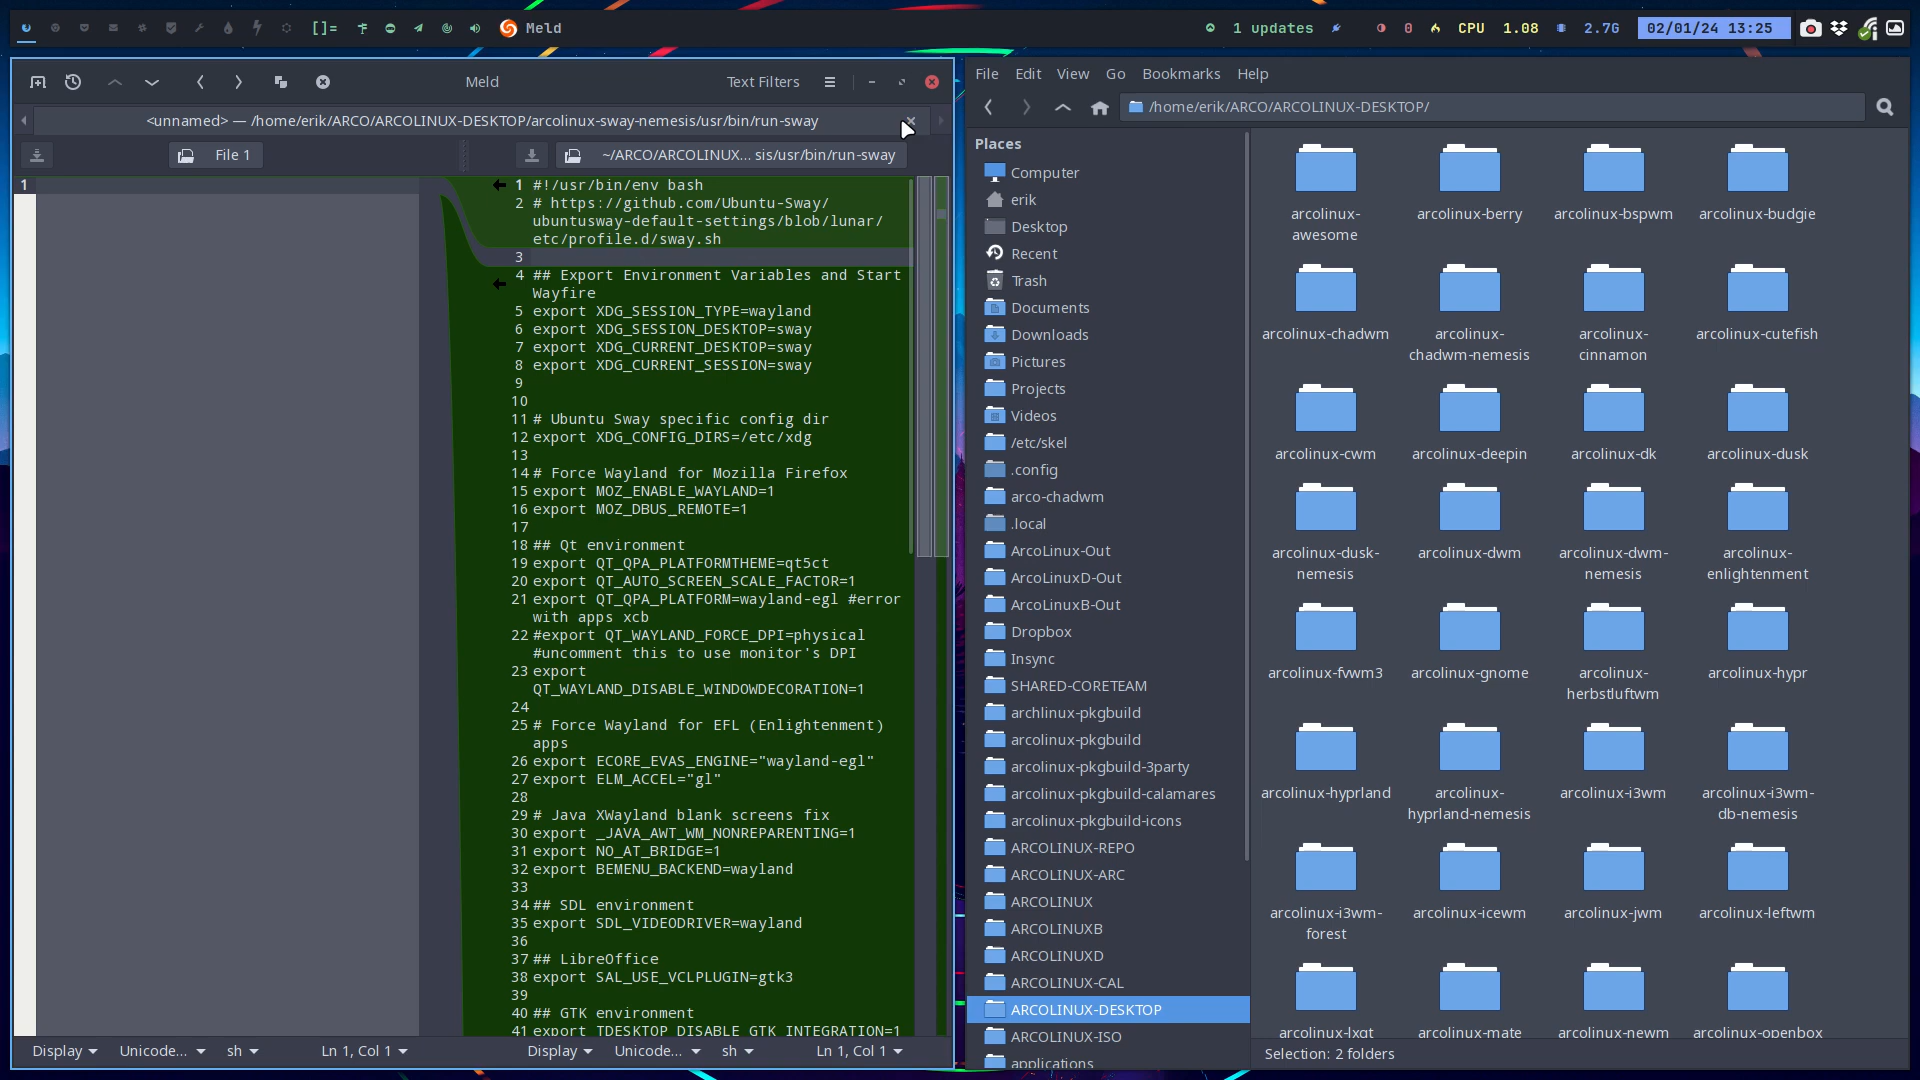 []=
Meld
1 updates
0
CPU
1.08
2.7G
02/01/24 13:25
Meld
Text Filters
<unnamed> — /home/erik/ARCO/ARCOLINUX-DESKTOP/arcolinux-sway-nemesis/usr/bin/run-sway
File 1
~/ARCO/ARCOLINUX… sis/usr/bin/run-sway
1
1 #!/usr/bin/env bash
2 # https://github.com/Ubuntu-Sway/
ubuntusway-default-settings/blob/lunar/
etc/profile.d/sway.sh
3
4 ## Export Environment Variables and Start
Wayfire
5 export XDG_SESSION_TYPE=wayland
6 export XDG_SESSION_DESKTOP=sway
7 export XDG_CURRENT_DESKTOP=sway
8 export XDG_CURRENT_SESSION=sway
9
10
11 # Ubuntu Sway specific config dir
12 export XDG_CONFIG_DIRS=/etc/xdg
13
14 # Force Wayland for Mozilla Firefox
15 export MOZ_ENABLE_WAYLAND=1
16 export MOZ_DBUS_REMOTE=1
17
18 ## Qt environment
19 export QT_QPA_PLATFORMTHEME=qt5ct
20 export QT_AUTO_SCREEN_SCALE_FACTOR=1
21 export QT_QPA_PLATFORM=wayland-egl #error
with apps xcb
22 #export QT_WAYLAND_FORCE_DPI=physical
#uncomment this to use monitor's DPI
23 export
QT_WAYLAND_DISABLE_WINDOWDECORATION=1
24
25 # Force Wayland for EFL (Enlightenment)
apps
26 export ECORE_EVAS_ENGINE="wayland-egl"
27 export ELM_ACCEL="gl"
28
29 # Java XWayland blank screens fix
30 export _JAVA_AWT_WM_NONREPARENTING=1
31 export NO_AT_BRIDGE=1
32 export BEMENU_BACKEND=wayland
33
34 ## SDL environment
35 export SDL_VIDEODRIVER=wayland
36
37 ## LibreOffice
38 export SAL_USE_VCLPLUGIN=gtk3
39
40 ## GTK environment
41 export TDESKTOP_DISABLE_GTK_INTEGRATION=1
Display
Unicode…
sh
Ln 1, Col 1
Display
Unicode…
sh
Ln 1, Col 1
File Edit View Go Bookmarks Help
/home/erik/ARCO/ARCOLINUX-DESKTOP/
Places
Computer
erik
Desktop
Recent
Trash
Documents
Downloads
Pictures
Projects
Videos
/etc/skel
.config
arco-chadwm
.local
ArcoLinux-Out
ArcoLinuxD-Out
ArcoLinuxB-Out
Dropbox
Insync
SHARED-CORETEAM
archlinux-pkgbuild
arcolinux-pkgbuild
arcolinux-pkgbuild-3party
arcolinux-pkgbuild-calamares
arcolinux-pkgbuild-icons
ARCOLINUX-REPO
ARCOLINUX-ARC
ARCOLINUX
ARCOLINUXB
ARCOLINUXD
ARCOLINUX-CAL
ARCOLINUX-DESKTOP
ARCOLINUX-ISO
applications
arcolinux-
awesome
arcolinux-berry
arcolinux-bspwm
arcolinux-budgie
arcolinux-chadwm
arcolinux-
chadwm-nemesis
arcolinux-
cinnamon
arcolinux-cutefish
arcolinux-cwm
arcolinux-deepin
arcolinux-dk
arcolinux-dusk
arcolinux-dusk-
nemesis
arcolinux-dwm
arcolinux-dwm-
nemesis
arcolinux-
enlightenment
arcolinux-fvwm3
arcolinux-gnome
arcolinux-
herbstluftwm
arcolinux-hypr
arcolinux-hyprland
arcolinux-
hyprland-nemesis
arcolinux-i3wm
arcolinux-i3wm-
db-nemesis
arcolinux-i3wm-
forest
arcolinux-icewm
arcolinux-jwm
arcolinux-leftwm
arcolinux-lxqt
arcolinux-mate
arcolinux-newm
arcolinux-openbox
Selection: 2 folders